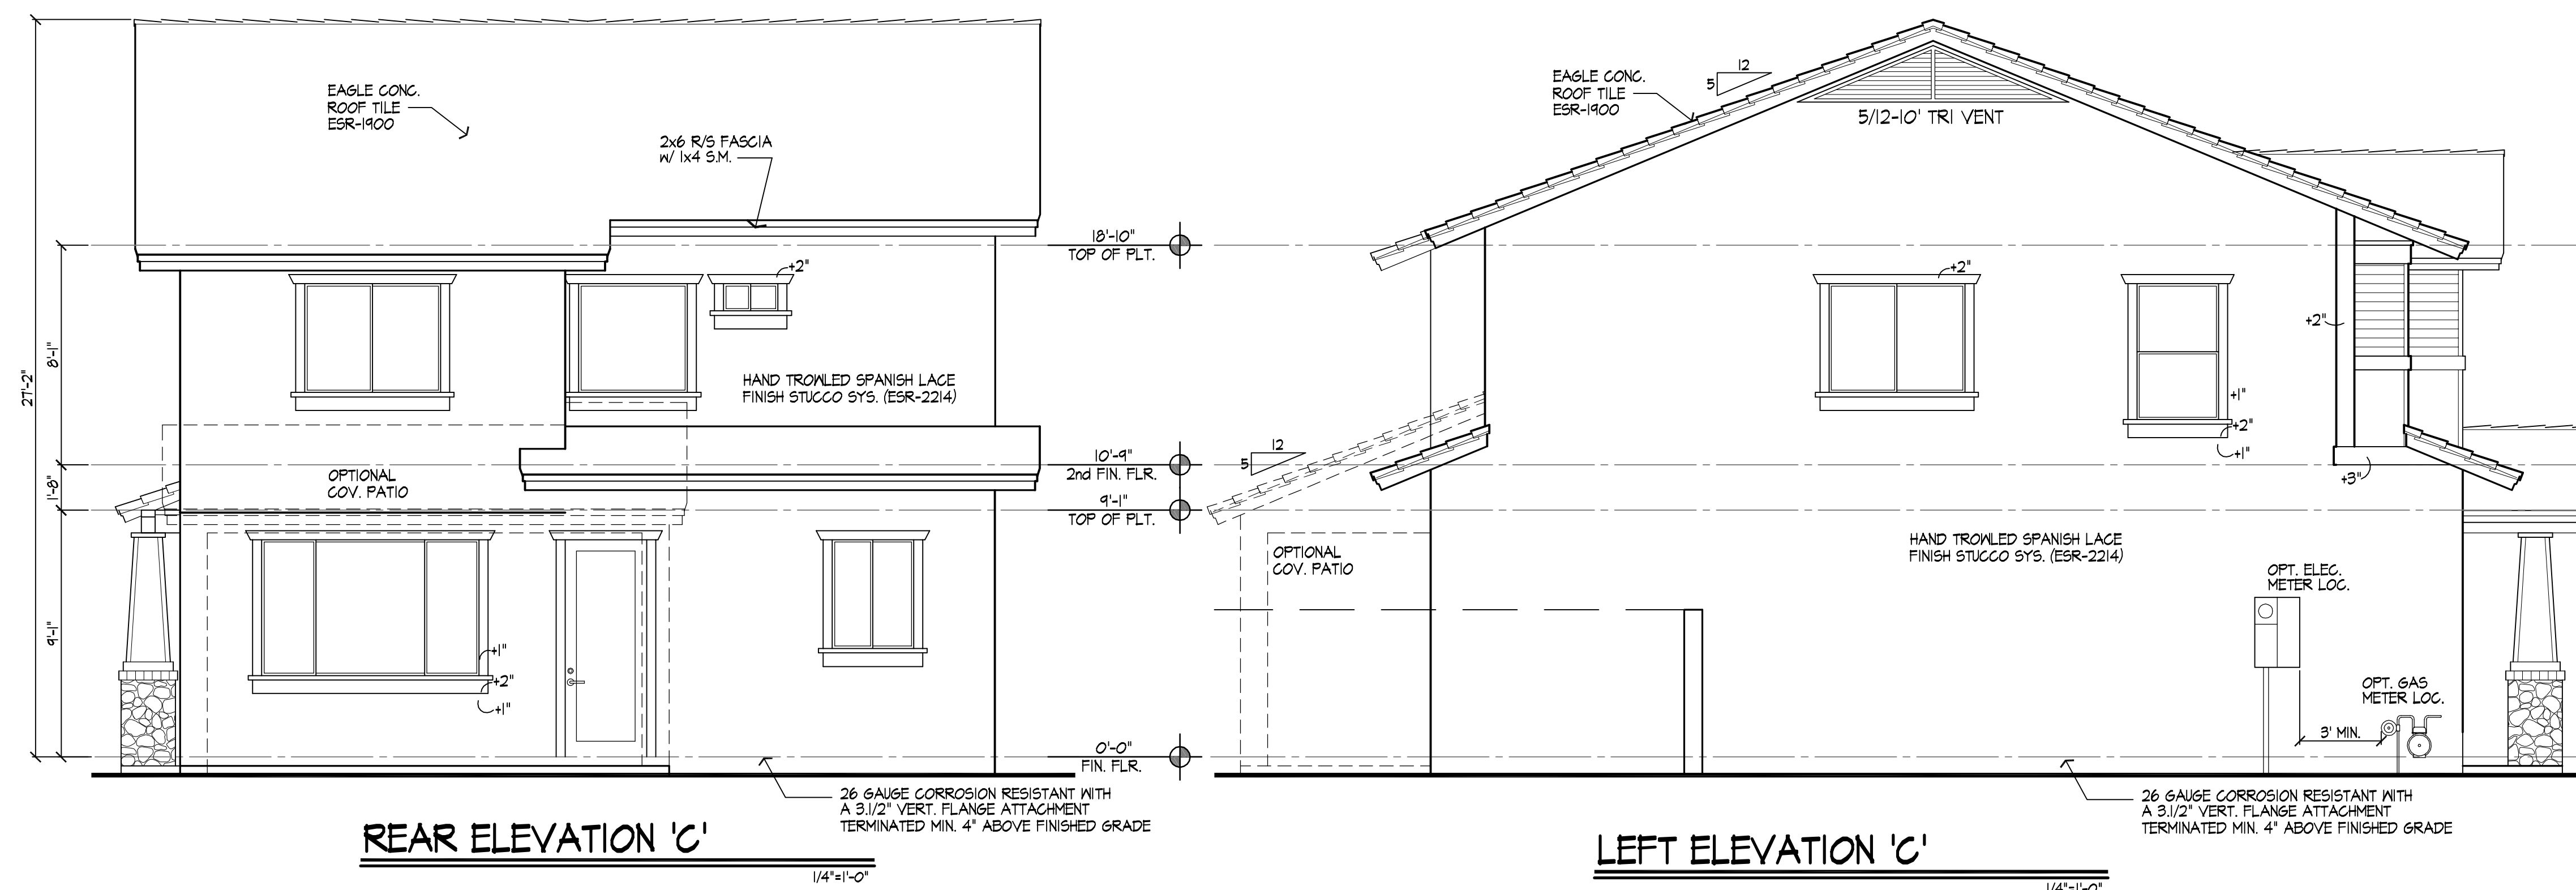 EAGLE CONC.
ROOF TILE
ESR-1900
2x6 R/S FASCIA
W/ 1x4 S.M.
27'-2"
8'-1"
1'-8"
9'-1"
+2"
HAND TROWLED SPANISH LACE
FINISH STUCCO SYS. (ESR-2214)
OPTIONAL
COV. PATIO
+1"
+2"
+1"
18'-10"
TOP OF PLT.
10'-9"
2nd FIN. FLR.
9'-1"
TOP OF PLT.
0'-0"
FIN. FLR.
26 GAUGE CORROSION RESISTANT WITH
A 3.1/2" VERT. FLANGE ATTACHMENT
TERMINATED MIN. 4" ABOVE FINISHED GRADE
REAR ELEVATION 'C'
1/4"=1'-0"
EAGLE CONC.
ROOF TILE
ESR-1900
12
5
5/12-10' TRI VENT
+2"
+2"
+1"
+2"
+1"
+3"
12
5
OPTIONAL
COV. PATIO
HAND TROWLED SPANISH LACE
FINISH STUCCO SYS. (ESR-2214)
OPT. ELEC.
METER LOC.
OPT. GAS
METER LOC.
3' MIN.
26 GAUGE CORROSION RESISTANT WITH
A 3.1/2" VERT. FLANGE ATTACHMENT
TERMINATED MIN. 4" ABOVE FINISHED GRADE
LEFT ELEVATION 'C'
1/4"=1'-0"